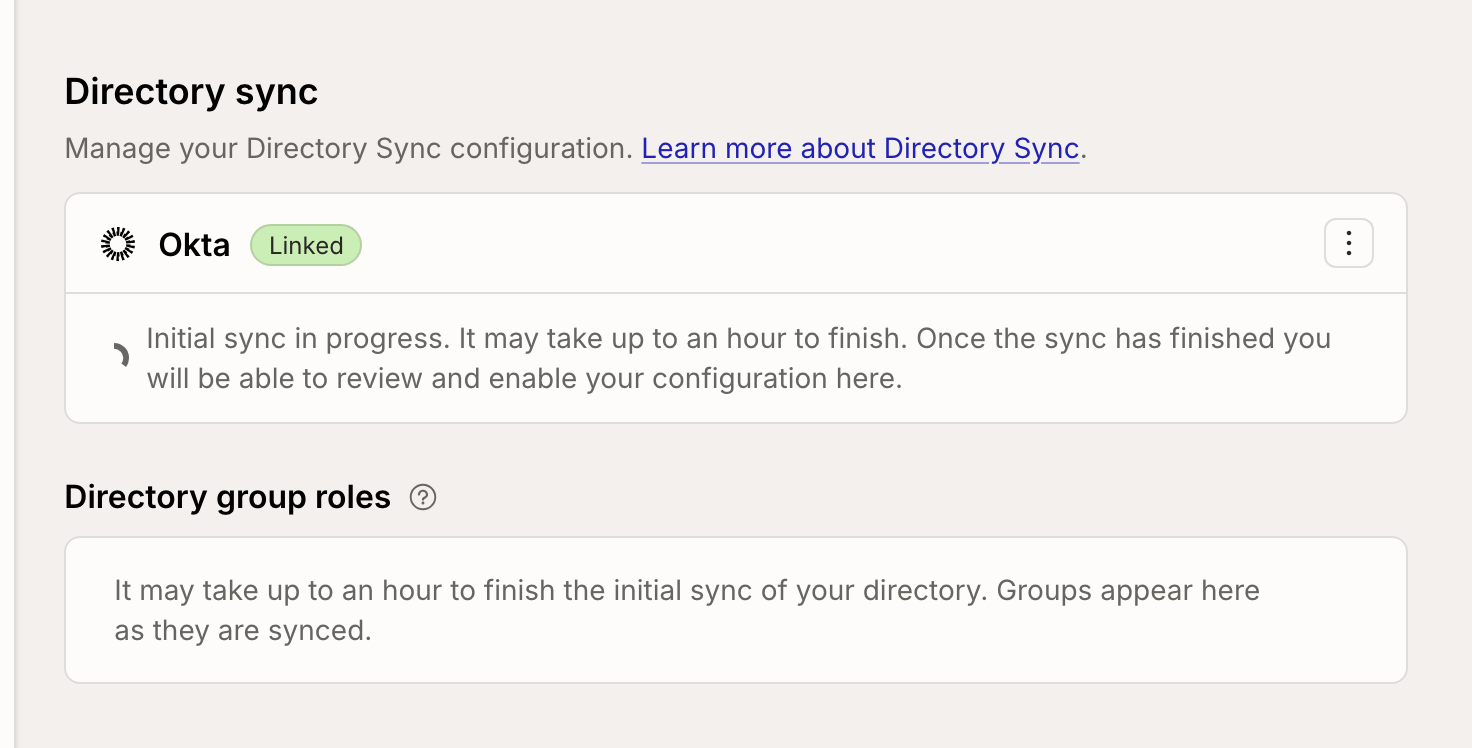 Directory sync
Manage your Directory Sync configuration. Learn more about Directory Sync.
Okta Linked
Initial sync in progress. It may take up to an hour to finish. Once the sync has finished you
will be able to review and enable your configuration here.
Directory group roles ?
It may take up to an hour to finish the initial sync of your directory. Groups appear here
as they are synced.